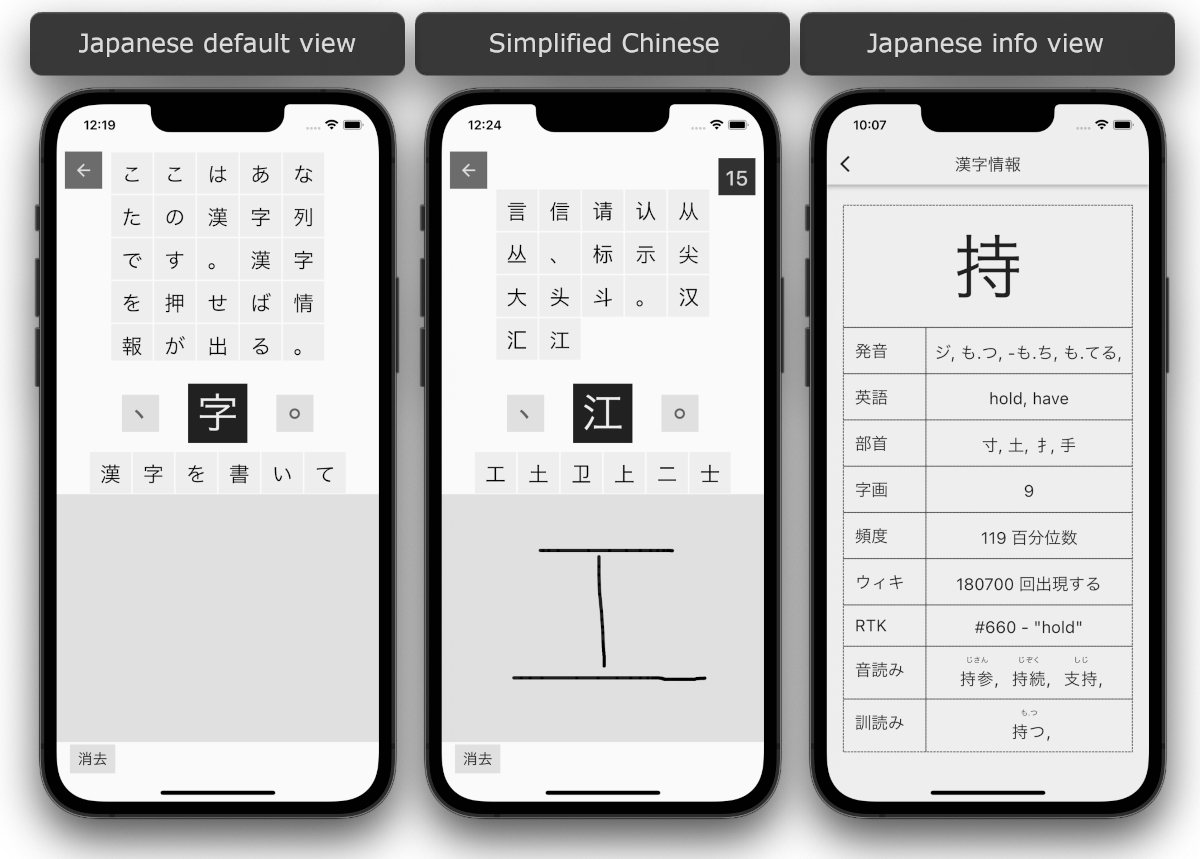 Japanese default view
Simplified Chinese
Japanese info view
12:19
ここはあな
たの漢字列
です。漢字
を押せば情
報が出る。
、 字 。
漢字を書いて
消去
12:24
15
言信请认从
丛、标示尖
大头斗。汉
汇江
、 江 。
工土卫上二士
消去
10:07
漢字情報
持
発音 ジ, も.つ, -も.ち, も.てる,
英語 hold, have
部首 寸, 土, 扌, 手
字画 9
頻度 119 百分位数
ウィキ 180700 回出現する
RTK #660 - "hold"
じさん じぞく しじ
音読み 持参, 持続, 支持,
も.つ
訓読み 持つ,